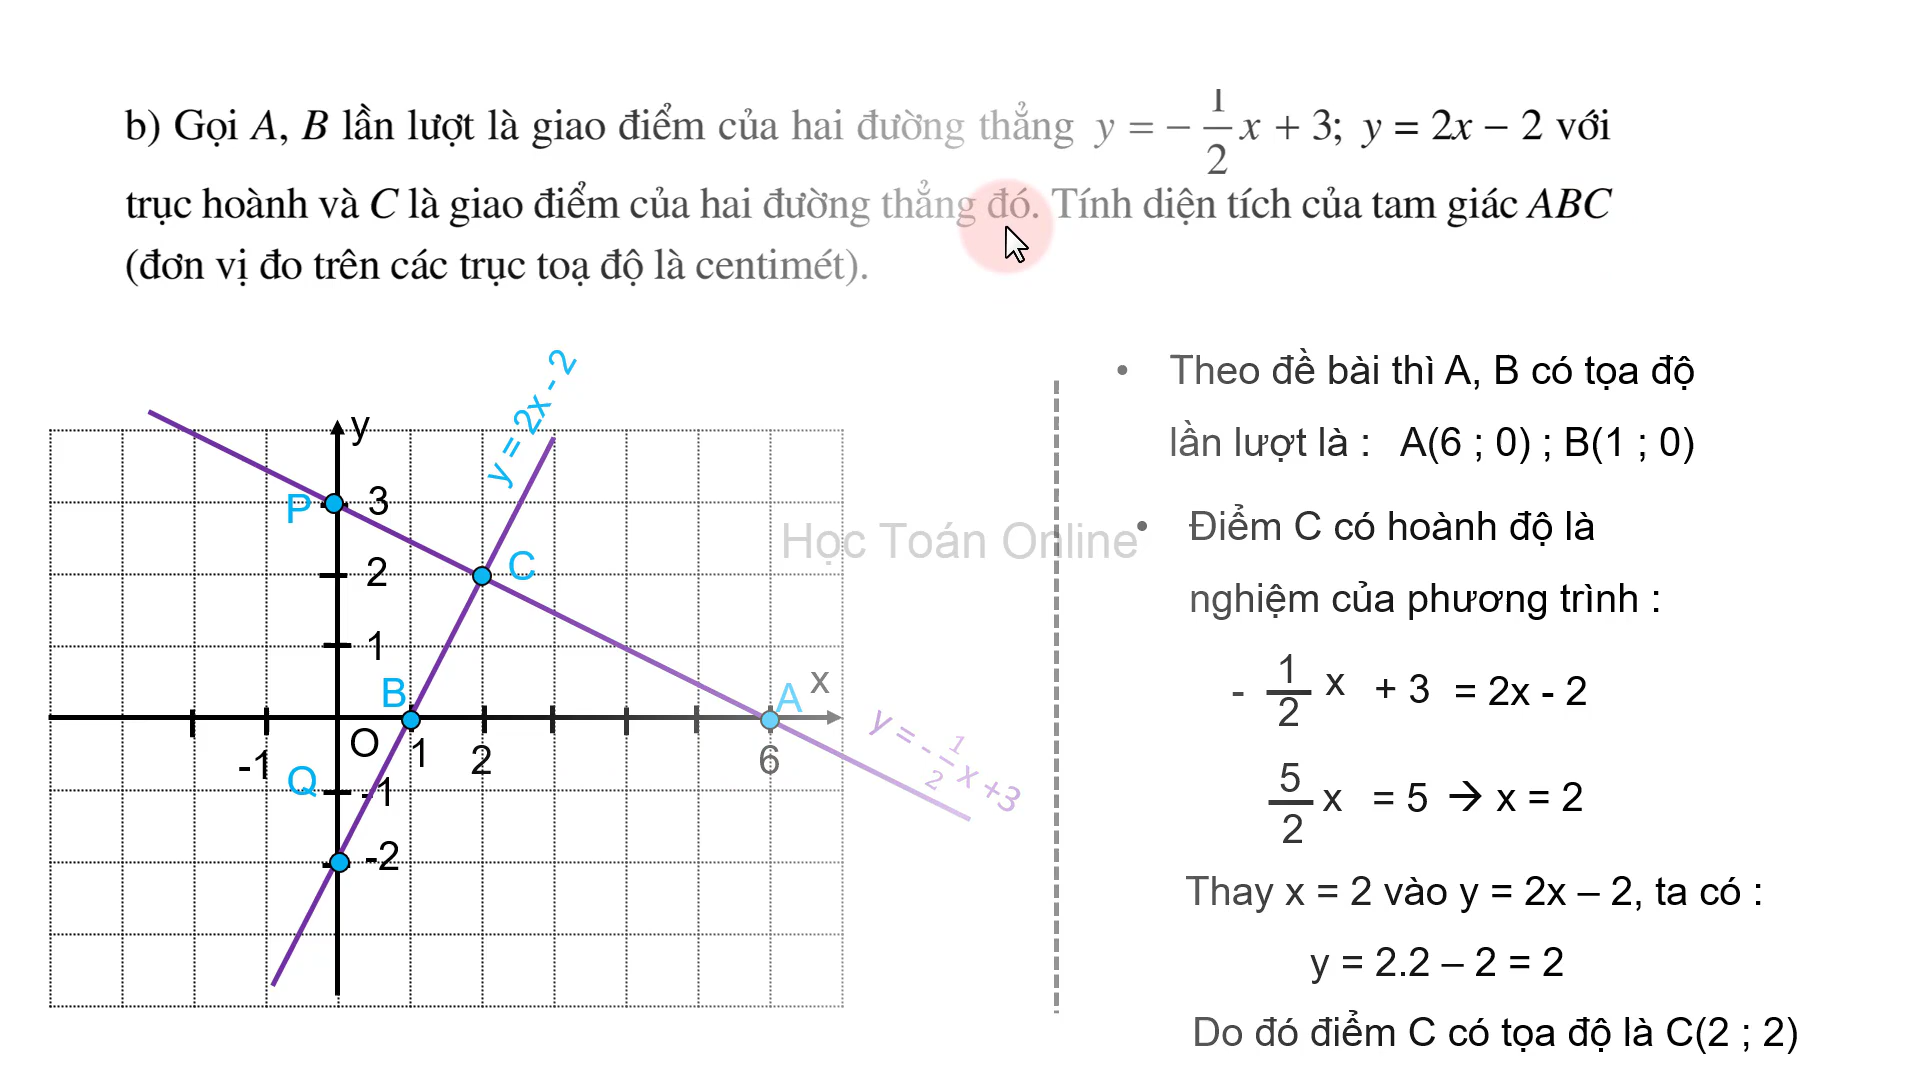 b) Gọi A, B lần lượt là giao điểm của hai đường thẳng y = – 1/2 x + 3; y = 2x – 2 với
trục hoành và C là giao điểm của hai đường thẳng đó. Tính diện tích của tam giác ABC
(đơn vị đo trên các trục toạ độ là centimét).
y = 2x - 2
y
P
3
2
C
1
B
A
x
O
1
2
6
-1
Q
-1
-2
y = - 1/2 x +3
Học Toán Online
• Theo đề bài thì A, B có tọa độ
lần lượt là : A(6 ; 0) ; B(1 ; 0)
• Điểm C có hoành độ là
nghiệm của phương trình :
- 1/2 x + 3 = 2x - 2
5/2 x = 5 → x = 2
Thay x = 2 vào y = 2x – 2, ta có :
y = 2.2 – 2 = 2
Do đó điểm C có tọa độ là C(2 ; 2)